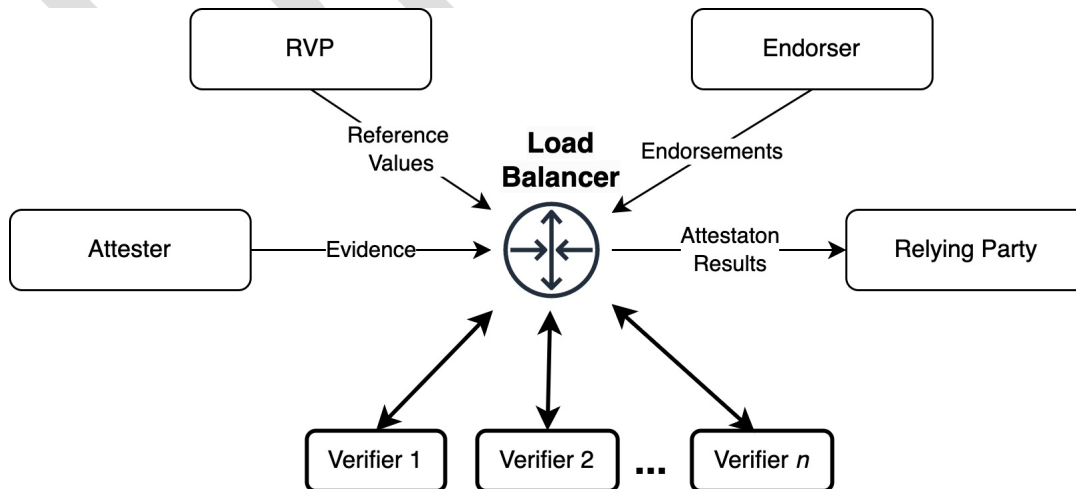 RVP
Endorser
Reference
Values
Load
Balancer
Endorsements
Attester
Evidence
Attestaton
Results
Relying Party
Verifier 1
Verifier 2
...
Verifier n